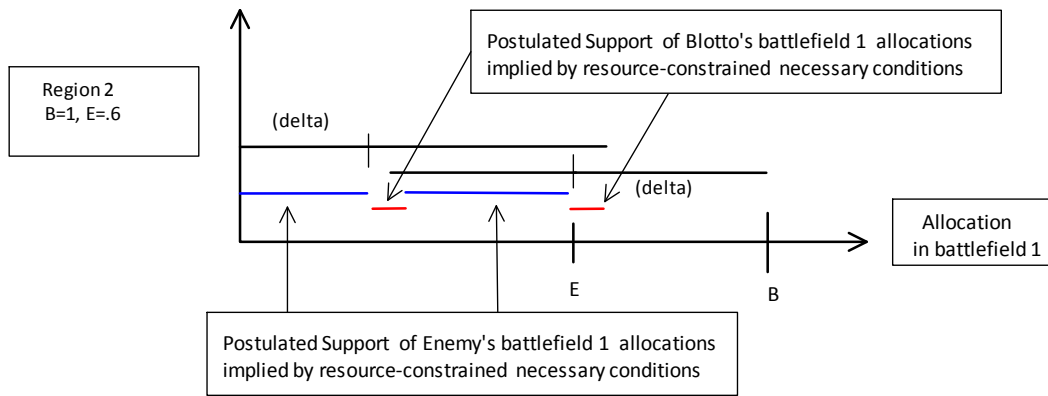 Postulated Support of Blotto's battlefield 1 allocations
implied by resource-constrained necessary conditions
Region 2
B=1, E=.6
(delta)
(delta)
Allocation
in battlefield 1
E
B
Postulated Support of Enemy's battlefield 1 allocations
implied by resource-constrained necessary conditions